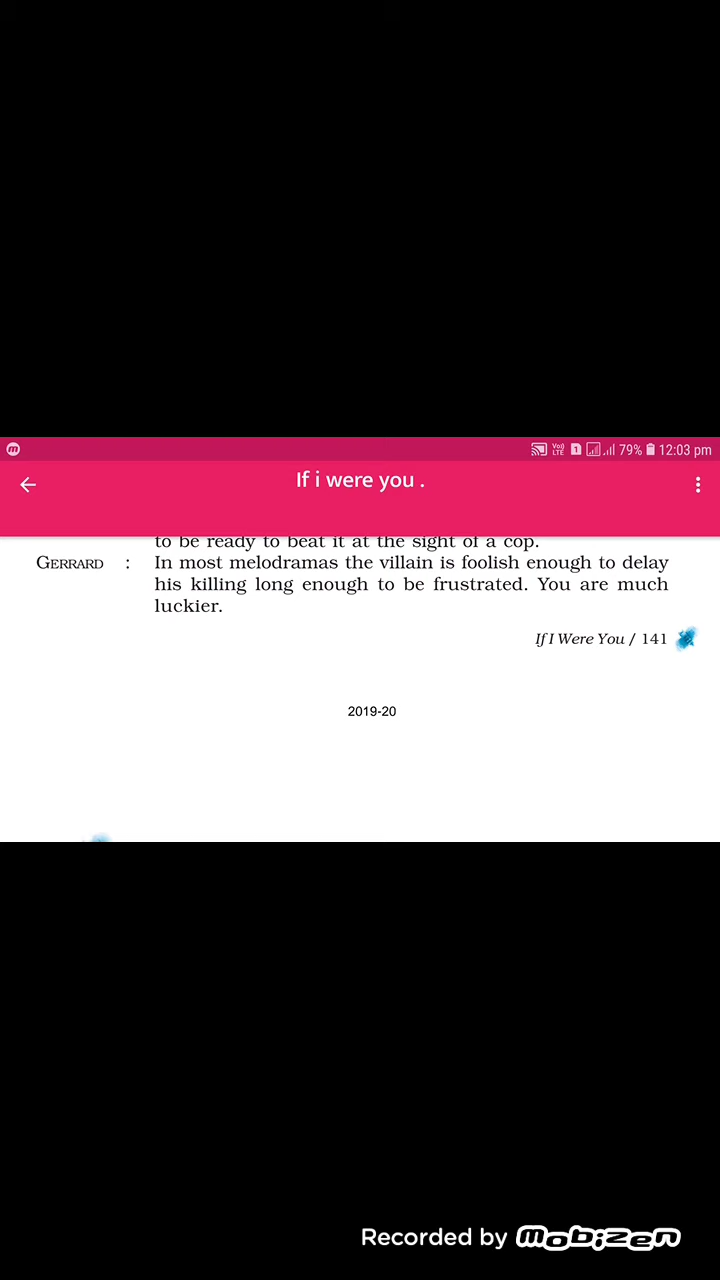 VoLTE 1 79% 12:03 pm
If i were you .
to be ready to beat it at the sight of a cop.
GERRARD : In most melodramas the villain is foolish enough to delay
his killing long enough to be frustrated. You are much
luckier.
If I Were You / 141
2019-20
Recorded by mobizen